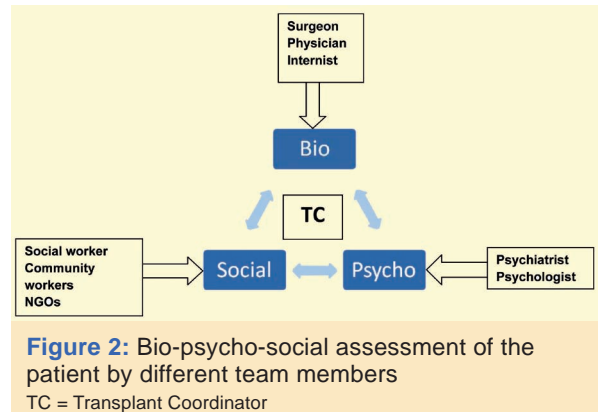 Surgeon
Physician
Internist
Bio
TC
Social worker
Community
workers
NGOs
Social
Psycho
Psychiatrist
Psychologist
Figure 2: Bio-psycho-social assessment of the
patient by different team members
TC = Transplant Coordinator